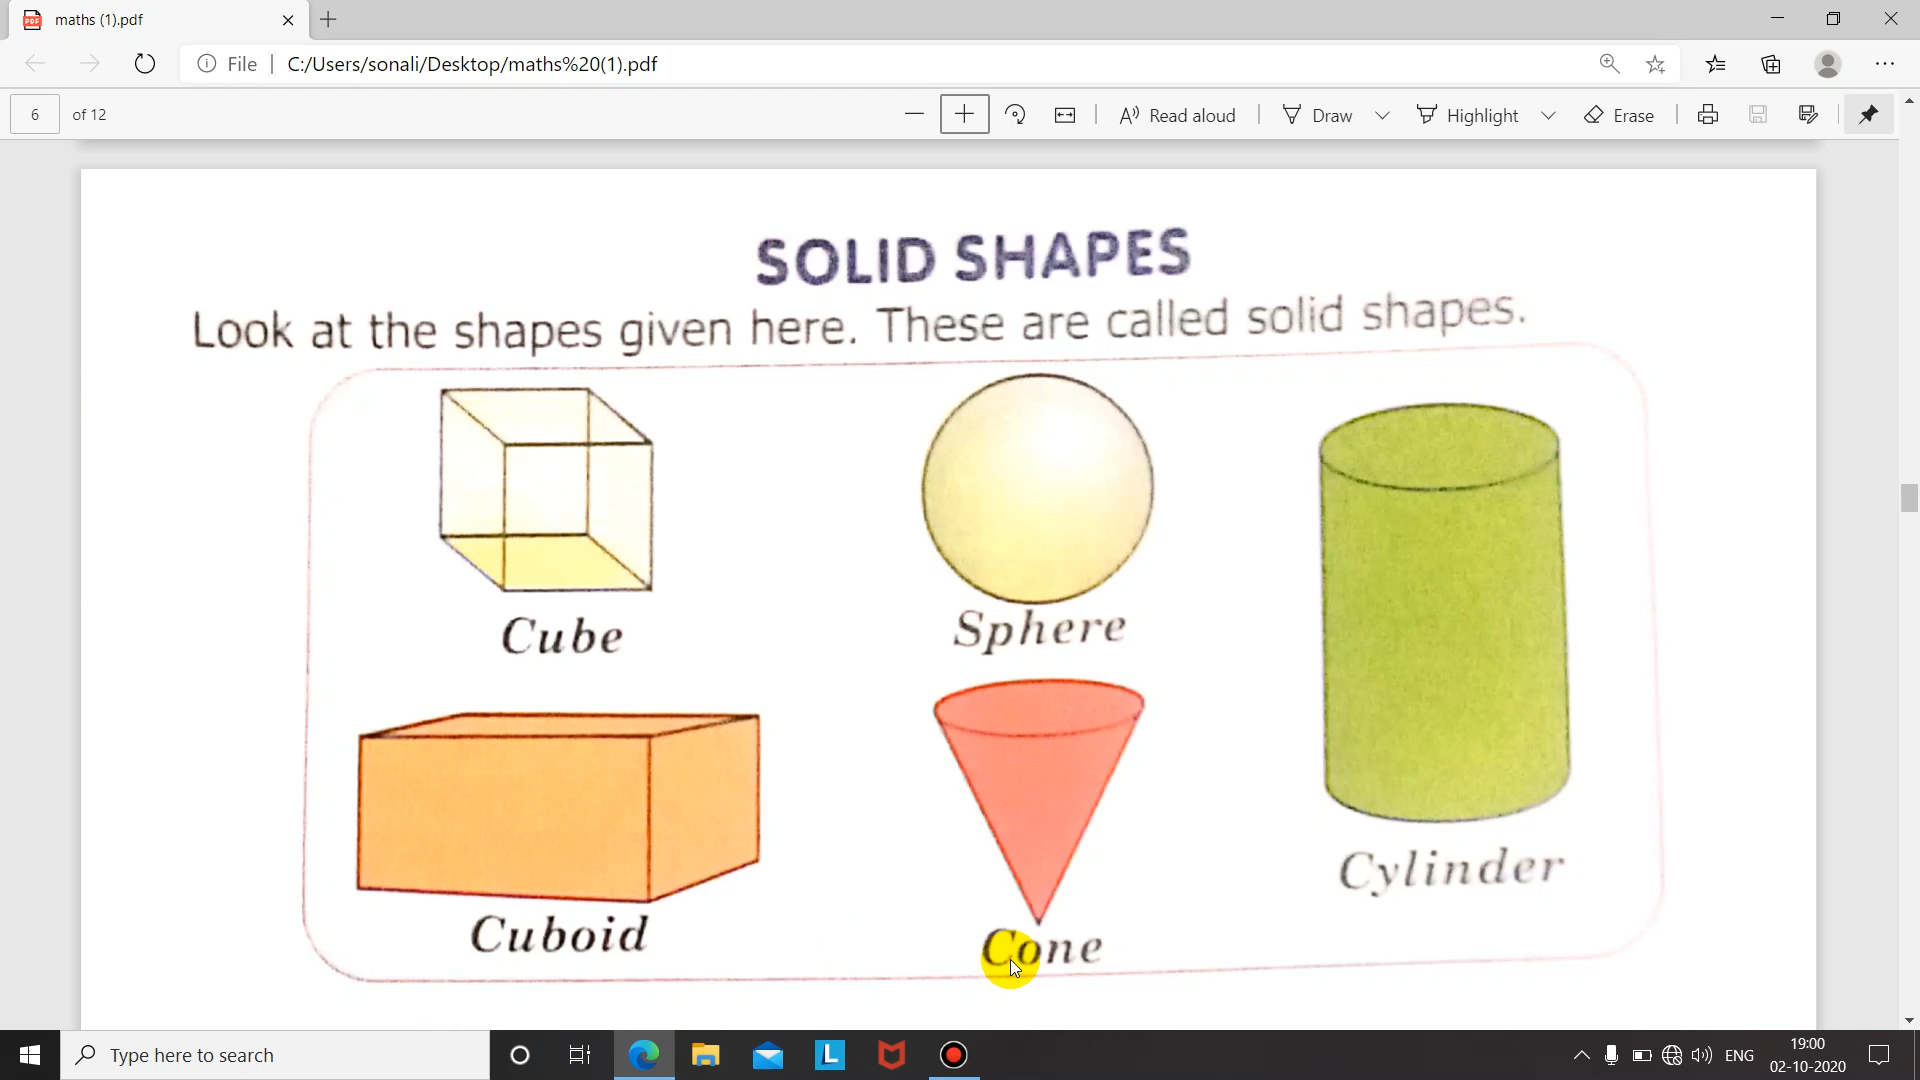 maths (1).pdf
File | C:/Users/sonali/Desktop/maths%20(1).pdf
6 of 12
Read aloud
Draw
Highlight
Erase
SOLID SHAPES
Look at the shapes given here. These are called solid shapes.
Cube
Sphere
Cylinder
Cuboid
Cone
Type here to search
ENG
19:00
02-10-2020